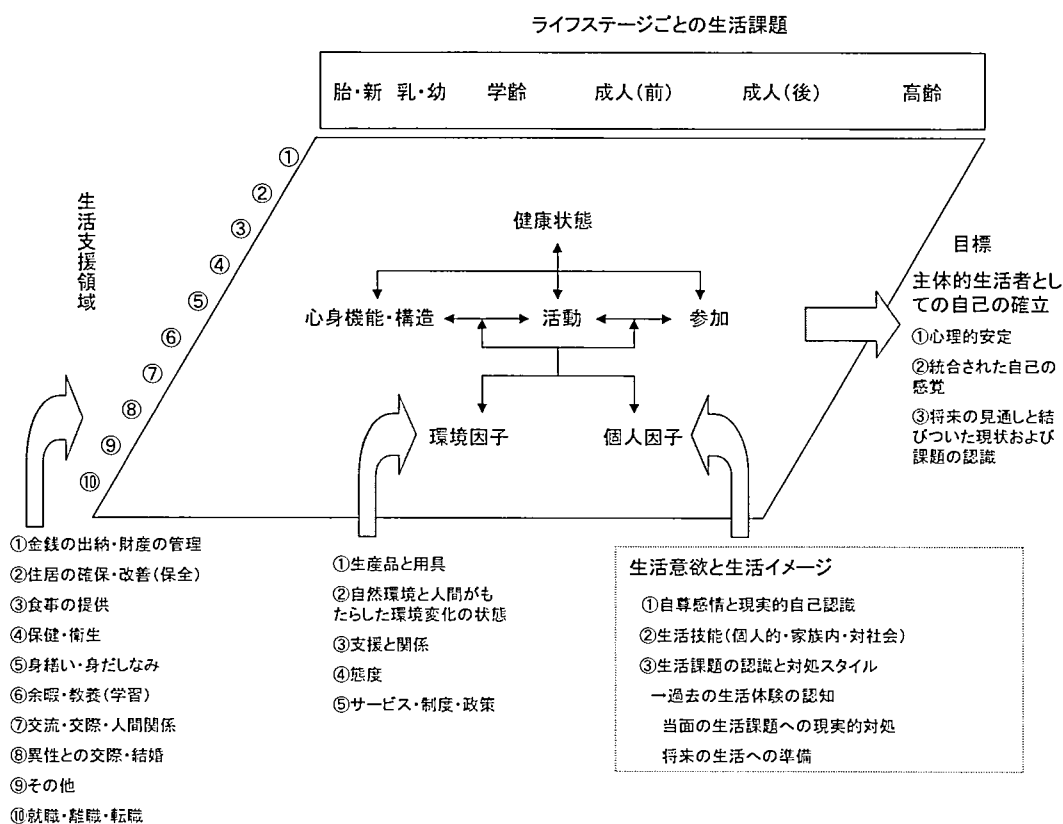 ライフステージごとの生活課題
胎・新 乳・幼 学齢 成人(前) 成人(後) 高齢
生活支援領域
①
②
③
④
⑤
⑥
⑦
⑧
⑨
⑩
健康状態
心身機能・構造 活動 参加
環境因子 個人因子
目標
主体的生活者とし
ての自己の確立
①心理的安定
②統合された自己の
感覚
③将来の見通しと結
びついた現状および
課題の認識
①金銭の出納・財産の管理
②住居の確保・改善(保全)
③食事の提供
④保健・衛生
⑤身繕い・身だしなみ
⑥余暇・教養(学習)
⑦交流・交際・人間関係
⑧異性との交際・結婚
⑨その他
⑩就職・離職・転職
①生産品と用具
②自然環境と人間がも
たらした環境変化の状態
③支援と関係
④態度
⑤サービス・制度・政策
生活意欲と生活イメージ
①自尊感情と現実的自己認識
②生活技能(個人的・家族内・対社会)
③生活課題の認識と対処スタイル
→過去の生活体験の認知
当面の生活課題への現実的対処
将来の生活への準備